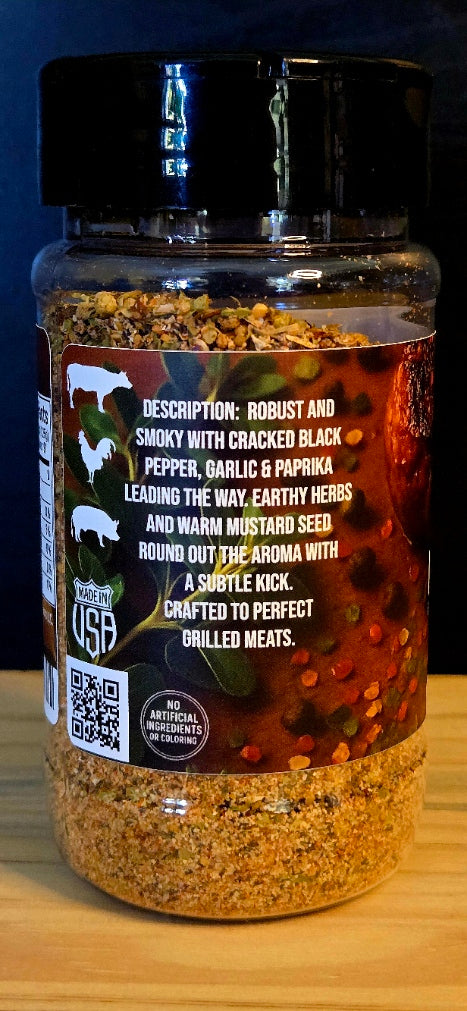 DESCRIPTION: ROBUST AND
SMOKY WITH CRACKED BLACK
PEPPER, GARLIC & PAPRIKA
LEADING THE WAY. EARTHY HERBS
AND WARM MUSTARD SEED
ROUND OUT THE AROMA WITH
A SUBTLE KICK.
CRAFTED TO PERFECT
GRILLED MEATS.
MADE IN
USA
NO
ARTIFICIAL
INGREDIENTS
OR COLORING